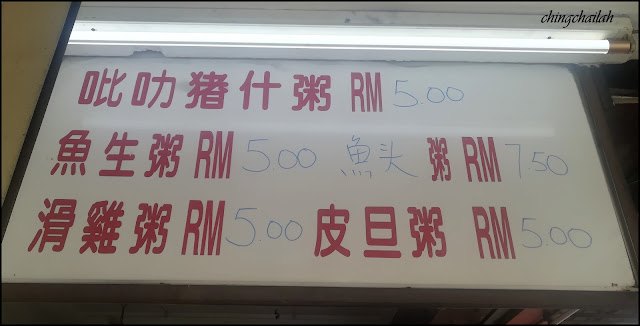 chingchailah
吡叻猪什粥 RM 5.00
魚生粥 RM 5.00 魚头 粥 RM 7.50
滑雞粥 RM 5.00 皮旦粥 RM 5.00